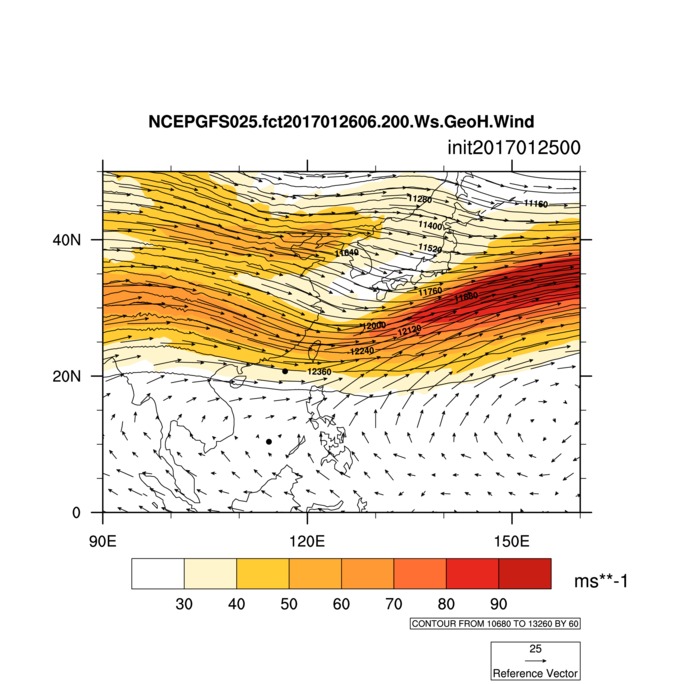 NCEPGFS025.fct2017012606.200.Ws.GeoH.Wind
init2017012500
11280
11160
40N
11400
11520
11640
11760
11880
12000
12120
12240
20N
12360
0
90E 120E 150E
ms**-1
30 40 50 60 70 80 90
CONTOUR FROM 10680 TO 13260 BY 60
25
Reference Vector